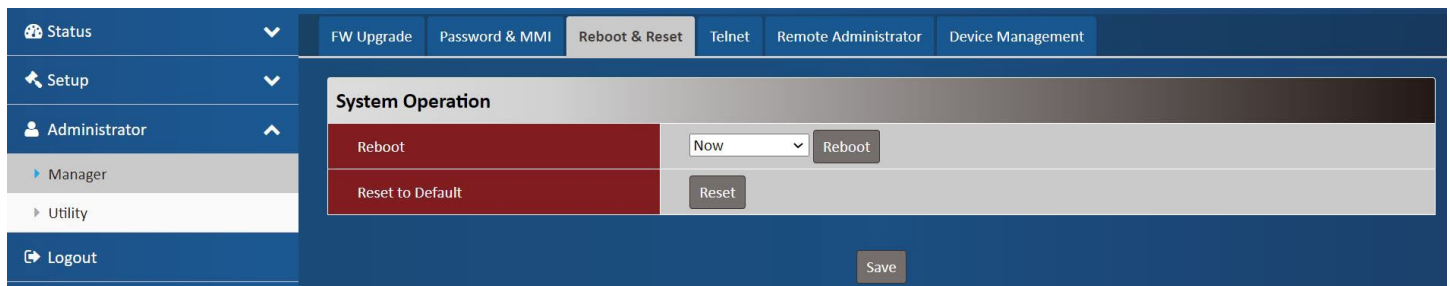 Status
Setup
Administrator
Manager
Utility
Logout
FW Upgrade Password & MMI Reboot & Reset Telnet Remote Administrator Device Management
System Operation
Reboot Now Reboot
Reset to Default Reset
Save